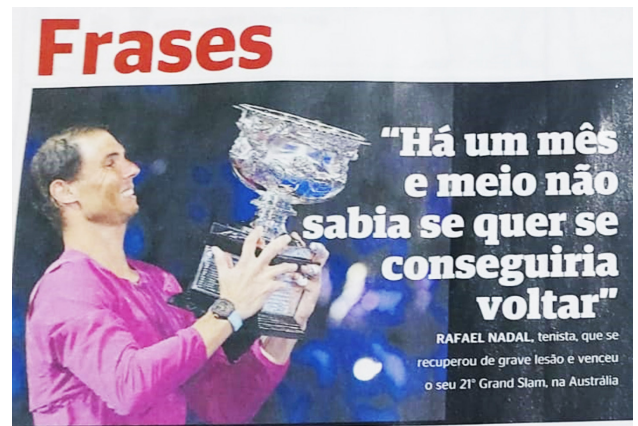 Frases
“Há um mês
e meio não
sabia se quer se
conseguiria
voltar”
RAFAEL NADAL, tenista, que se
recuperou de grave lesão e venceu
o seu 21° Grand Slam, na Austrália